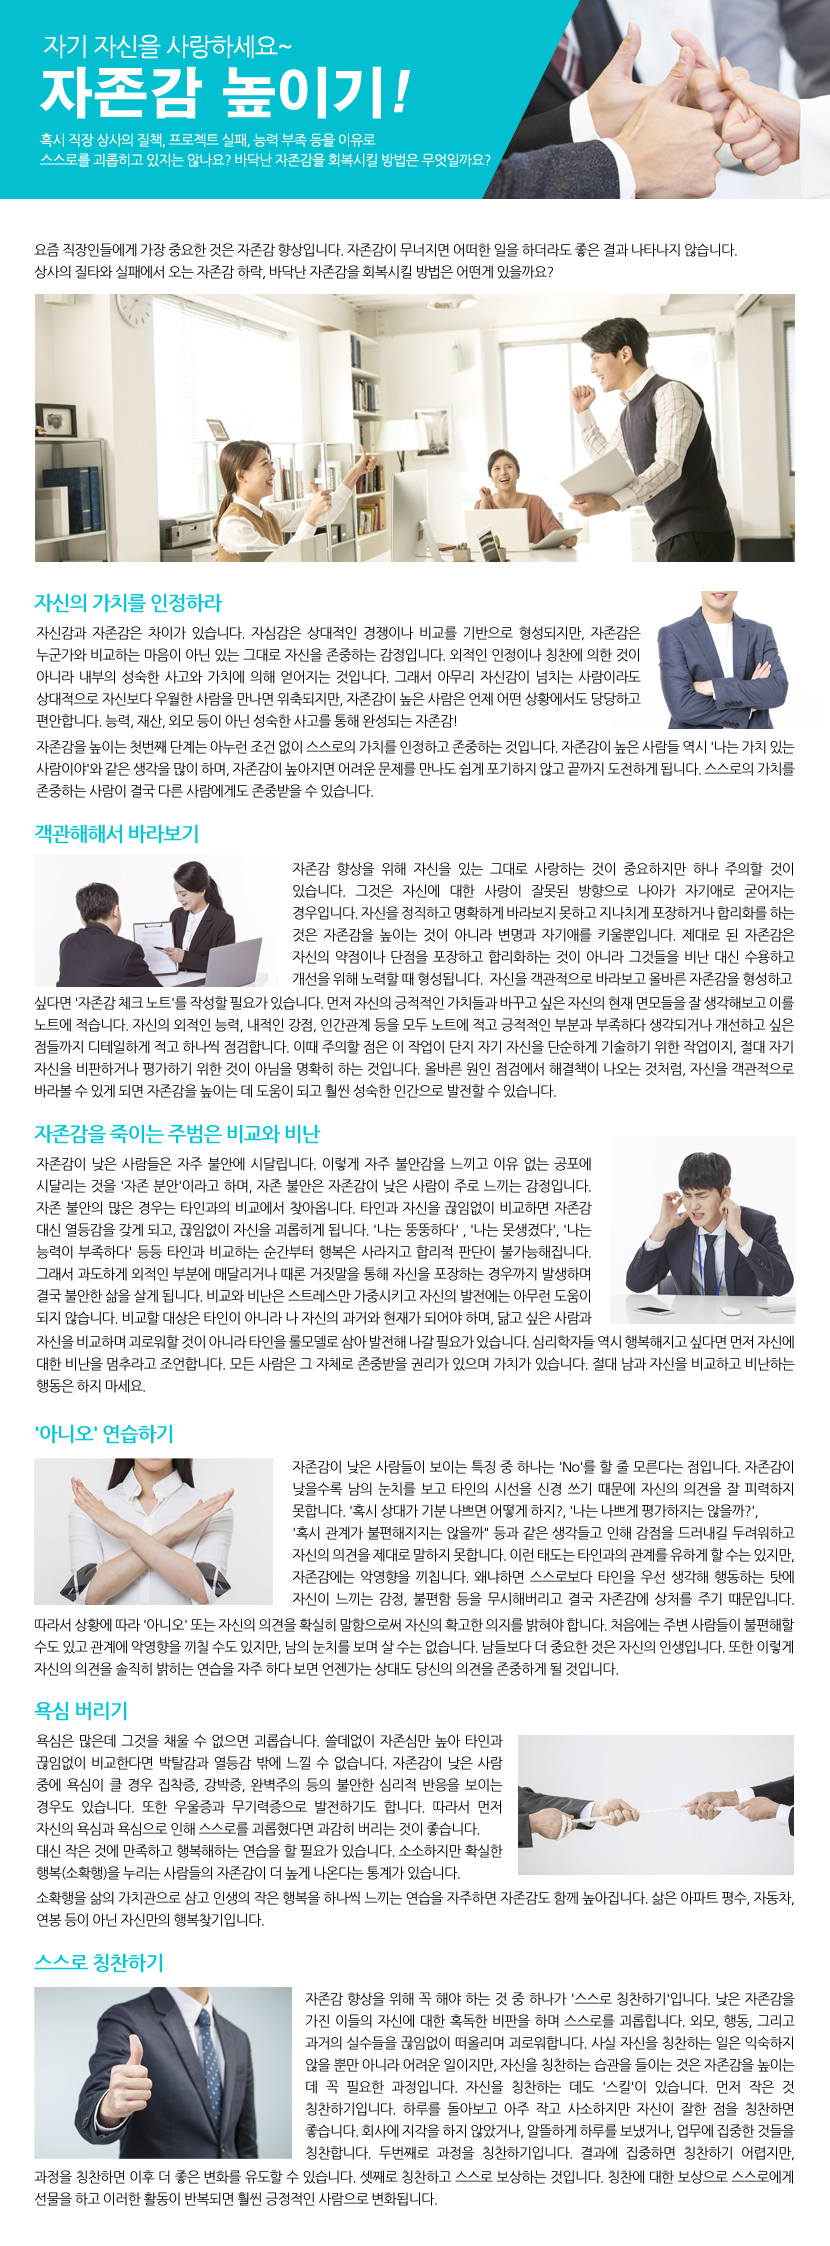 자기 자신을 사랑하세요~
자존감 높이기!
혹시 직장 상사의 질책, 프로젝트 실패, 능력 부족 등을 이유로
스스로를 괴롭히고 있지는 않나요? 바닥난 자존감을 회복시킬 방법은 무엇일까요?
요즘 직장인들에게 가장 중요한 것은 자존감 향상입니다. 자존감이 무너지면 어떠한 일을 하더라도 좋은 결과 나타나지 않습니다.
상사의 질타와 실패에서 오는 자존감 하락, 바닥난 자존감을 회복시킬 방법은 어떤게 있을까요?
자신의 가치를 인정하라
자신감과 자존감은 차이가 있습니다. 자심감은 상대적인 경쟁이나 비교를 기반으로 형성되지만, 자존감은
누군가와 비교하는 마음이 아닌 있는 그대로 자신을 존중하는 감정입니다. 외적인 인정이나 칭찬에 의한 것이
아니라 내부의 성숙한 사고와 가치에 의해 얻어지는 것입니다. 그래서 아무리 자신감이 넘치는 사람이라도
상대적으로 자신보다 우월한 사람을 만나면 위축되지만, 자존감이 높은 사람은 언제 어떤 상황에서도 당당하고
편안합니다. 능력, 재산, 외모 등이 아닌 성숙한 사고를 통해 완성되는 자존감!
자존감을 높이는 첫번째 단계는 아누런 조건 없이 스스로의 가치를 인정하고 존중하는 것입니다. 자존감이 높은 사람들 역시 '나는 가치 있는
사람이야'와 같은 생각을 많이 하며, 자존감이 높아지면 어려운 문제를 만나도 쉽게 포기하지 않고 끝까지 도전하게 됩니다. 스스로의 가치를
존중하는 사람이 결국 다른 사람에게도 존중받을 수 있습니다.
객관해해서 바라보기
자존감 향상을 위해 자신을 있는 그대로 사랑하는 것이 중요하지만 하나 주의할 것이
있습니다. 그것은 자신에 대한 사랑이 잘못된 방향으로 나아가 자기애로 굳어지는
경우입니다. 자신을 정직하고 명확하게 바라보지 못하고 지나치게 포장하거나 합리화를 하는
것은 자존감을 높이는 것이 아니라 변명과 자기애를 키울뿐입니다. 제대로 된 자존감은
자신의 약점이나 단점을 포장하고 합리화하는 것이 아니라 그것들을 비난 대신 수용하고
개선을 위해 노력할 때 형성됩니다. 자신을 객관적으로 바라보고 올바른 자존감을 형성하고
싶다면 '자존감 체크 노트'를 작성할 필요가 있습니다. 먼저 자신의 긍적적인 가치들과 바꾸고 싶은 자신의 현재 면모들을 잘 생각해보고 이를
노트에 적습니다. 자신의 외적인 능력, 내적인 강점, 인간관계 등을 모두 노트에 적고 긍적적인 부분과 부족하다 생각되거나 개선하고 싶은
점들까지 디테일하게 적고 하나씩 점검합니다. 이때 주의할 점은 이 작업이 단지 자기 자신을 단순하게 기술하기 위한 작업이지, 절대 자기
자신을 비판하거나 평가하기 위한 것이 아님을 명확히 하는 것입니다. 올바른 원인 점검에서 해결책이 나오는 것처럼, 자신을 객관적으로
바라볼 수 있게 되면 자존감을 높이는 데 도움이 되고 훨씬 성숙한 인간으로 발전할 수 있습니다.
자존감을 죽이는 주범은 비교와 비난
자존감이 낮은 사람들은 자주 불안에 시달립니다. 이렇게 자주 불안감을 느끼고 이유 없는 공포에
시달리는 것을 '자존 분안'이라고 하며, 자존 불안은 자존감이 낮은 사람이 주로 느끼는 감정입니다.
자존 불안의 많은 경우는 타인과의 비교에서 찾아옵니다. 타인과 자신을 끊임없이 비교하면 자존감
대신 열등감을 갖게 되고, 끊임없이 자신을 괴롭히게 됩니다. '나는 뚱뚱하다' , '나는 못생겼다', '나는
능력이 부족하다' 등등 타인과 비교하는 순간부터 행복은 사라지고 합리적 판단이 불가능해집니다.
그래서 과도하게 외적인 부분에 매달리거나 때론 거짓말을 통해 자신을 포장하는 경우까지 발생하며
결국 불안한 삶을 살게 됩니다. 비교와 비난은 스트레스만 가중시키고 자신의 발전에는 아무런 도움이
되지 않습니다. 비교할 대상은 타인이 아니라 나 자신의 과거와 현재가 되어야 하며, 닮고 싶은 사람과
자신을 비교하며 괴로워할 것이 아니라 타인을 롤모델로 삼아 발전해 나갈 필요가 있습니다. 심리학자들 역시 행복해지고 싶다면 먼저 자신에
대한 비난을 멈추라고 조언합니다. 모든 사람은 그 자체로 존중받을 권리가 있으며 가치가 있습니다. 절대 남과 자신을 비교하고 비난하는
행동은 하지 마세요.
'아니오' 연습하기
자존감이 낮은 사람들이 보이는 특징 중 하나는 'No'를 할 줄 모른다는 점입니다. 자존감이
낮을수록 남의 눈치를 보고 타인의 시선을 신경 쓰기 때문에 자신의 의견을 잘 피력하지
못합니다. '혹시 상대가 기분 나쁘면 어떻게 하지?, '나는 나쁘게 평가하지는 않을까?',
'혹시 관계가 불편해지지는 않을까" 등과 같은 생각들고 인해 감점을 드러내길 두려워하고
자신의 의견을 제대로 말하지 못합니다. 이런 태도는 타인과의 관계를 유하게 할 수는 있지만,
자존감에는 악영향을 끼칩니다. 왜냐하면 스스로보다 타인을 우선 생각해 행동하는 탓에
자신이 느끼는 감정, 불편함 등을 무시해버리고 결국 자존감에 상처를 주기 때문입니다.
따라서 상황에 따라 '아니오' 또는 자신의 의견을 확실히 말함으로써 자신의 확고한 의지를 밝혀야 합니다. 처음에는 주변 사람들이 불편해할
수도 있고 관계에 악영향을 끼칠 수도 있지만, 남의 눈치를 보며 살 수는 없습니다. 남들보다 더 중요한 것은 자신의 인생입니다. 또한 이렇게
자신의 의견을 솔직히 밝히는 연습을 자주 하다 보면 언젠가는 상대도 당신의 의견을 존중하게 될 것입니다.
욕심 버리기
욕심은 많은데 그것을 채울 수 없으면 괴롭습니다. 쓸데없이 자존심만 높아 타인과
끊임없이 비교한다면 박탈감과 열등감 밖에 느낄 수 없습니다. 자존감이 낮은 사람
중에 욕심이 클 경우 집착증, 강박증, 완벽주의 등의 불안한 심리적 반응을 보이는
경우도 있습니다. 또한 우울증과 무기력증으로 발전하기도 합니다. 따라서 먼저
자신의 욕심과 욕심으로 인해 스스로를 괴롭혔다면 과감히 버리는 것이 좋습니다.
대신 작은 것에 만족하고 행복해하는 연습을 할 필요가 있습니다. 소소하지만 확실한
행복(소확행)을 누리는 사람들의 자존감이 더 높게 나온다는 통계가 있습니다.
소확행을 삶의 가치관으로 삼고 인생의 작은 행복을 하나씩 느끼는 연습을 자주하면 자존감도 함께 높아집니다. 삶은 아파트 평수, 자동차,
연봉 등이 아닌 자신만의 행복찾기입니다.
스스로 칭찬하기
자존감 향상을 위해 꼭 해야 하는 것 중 하나가 '스스로 칭찬하기'입니다. 낮은 자존감을
가진 이들의 자신에 대한 혹독한 비판을 하며 스스로를 괴롭힙니다. 외모, 행동, 그리고
과거의 실수들을 끊임없이 떠올리며 괴로워합니다. 사실 자신을 칭찬하는 일은 익숙하지
않을 뿐만 아니라 어려운 일이지만, 자신을 칭찬하는 습관을 들이는 것은 자존감을 높이는
데 꼭 필요한 과정입니다. 자신을 칭찬하는 데도 '스킬'이 있습니다. 먼저 작은 것
칭찬하기입니다. 하루를 돌아보고 아주 작고 사소하지만 자신이 잘한 점을 칭찬하면
좋습니다. 회사에 지각을 하지 않았거나, 알뜰하게 하루를 보냈거나, 업무에 집중한 것들을
칭찬합니다. 두번째로 과정을 칭찬하기입니다. 결과에 집중하면 칭찬하기 어렵지만,
과정을 칭찬하면 이후 더 좋은 변화를 유도할 수 있습니다. 셋째로 칭찬하고 스스로 보상하는 것입니다. 칭찬에 대한 보상으로 스스로에게
선물을 하고 이러한 활동이 반복되면 훨씬 긍정적인 사람으로 변화됩니다.